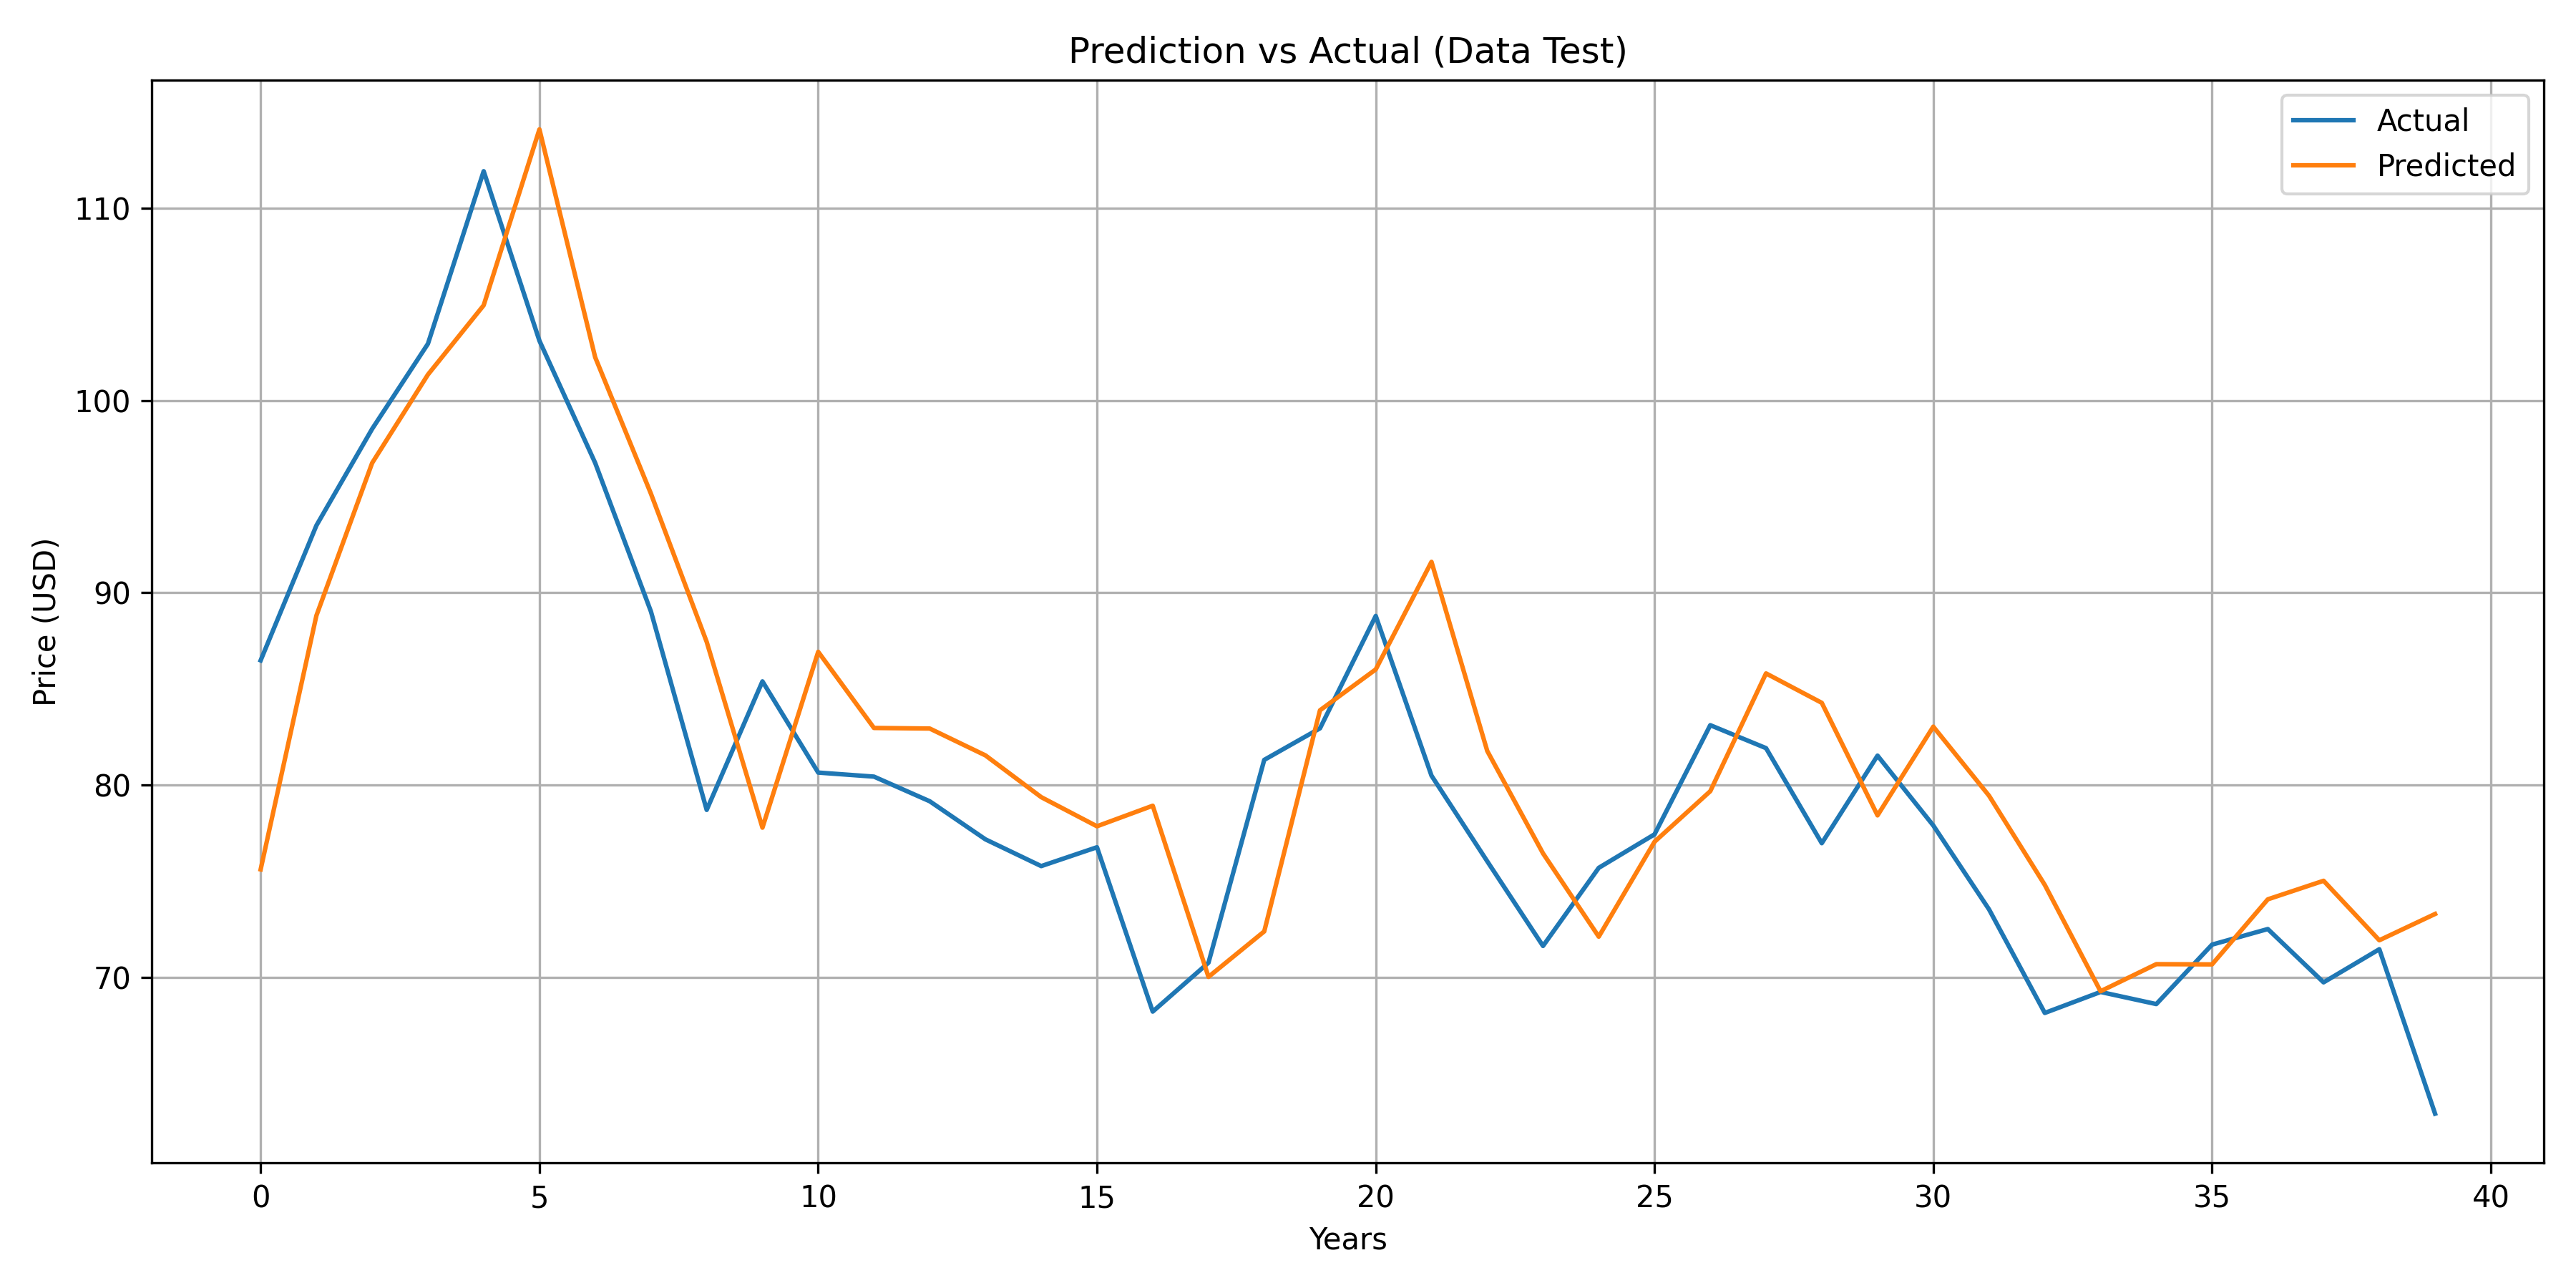 Prediction vs Actual (Data Test)
Actual
Predicted
110
100
90
80
70
Price (USD)
0 5 10 15 20 25 30 35 40
Years